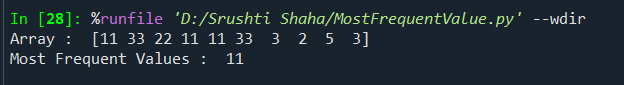 In [28]: %runfile 'D:/Srushti Shaha/MostFrequentValue.py' --wdir
Array :  [11 33 22 11 11 33  3  2  5  3]
Most Frequent Values :  11